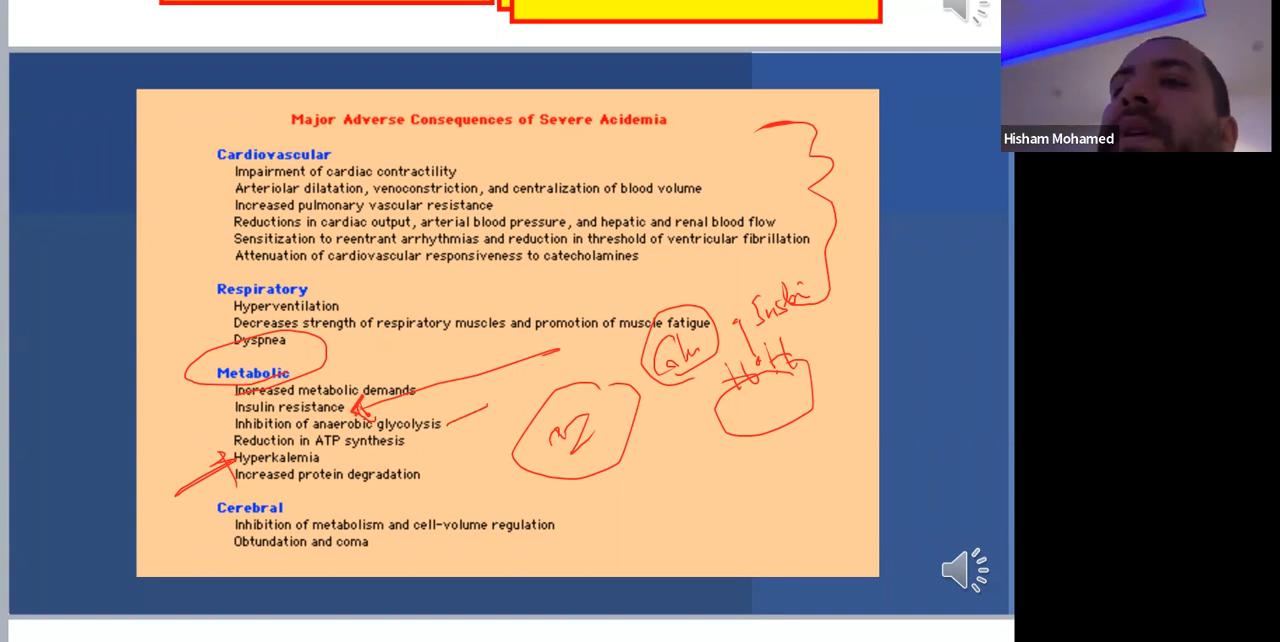 Hisham Mohamed
Major Adverse Consequences of Severe Acidemia
Cardiovascular
Impairment of cardiac contractility
Arteriolar dilatation, venoconstriction, and centralization of blood volume
Increased pulmonary vascular resistance
Reductions in cardiac output, arterial blood pressure, and hepatic and renal blood flow
Sensitization to reentrant arrhythmias and reduction in threshold of ventricular fibrillation
Attenuation of cardiovascular responsiveness to catecholamines
Respiratory
Hyperventilation
Decreases strength of respiratory muscles and promotion of muscle fatigue
Dyspnea
Metabolic
Increased metabolic demands
Insulin resistance
Inhibition of anaerobic glycolysis
Reduction in ATP synthesis
Hyperkalemia
Increased protein degradation
Cerebral
Inhibition of metabolism and cell-volume regulation
Obtundation and coma